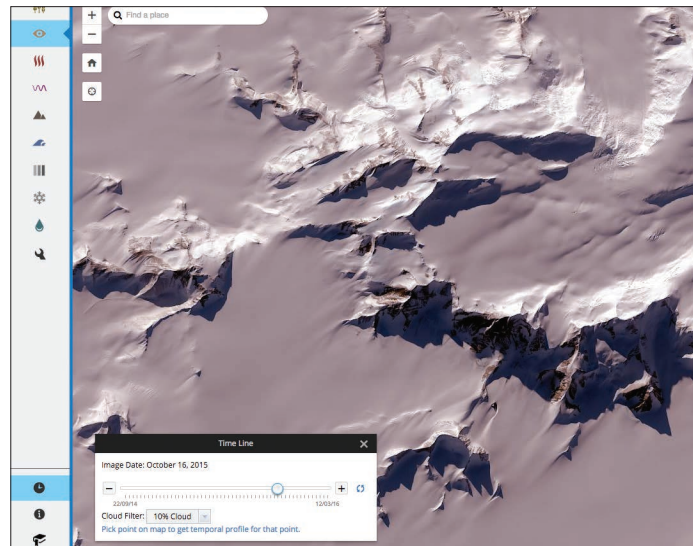 Find a place
Time Line
Image Date: October 16, 2015
22/09/14
12/03/16
Cloud Filter: 10% Cloud
Pick point on map to get temporal profile for that point.